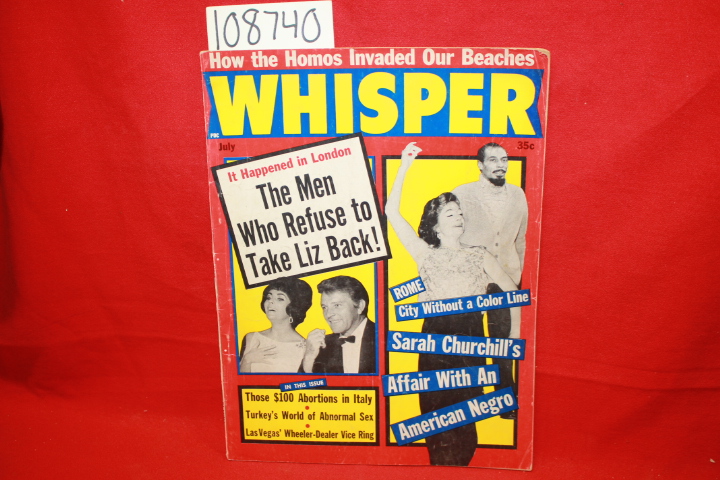 108740
How the Homos Invaded Our Beaches
WHISPER
PDC
July
35c
It Happened in London
The Men
Who Refuse to
Take Liz Back!
ROME
City Without a Color Line
Sarah Churchill's
Affair With An
American Negro
IN THIS ISSUE
Those $100 Abortions in Italy
Turkey's World of Abnormal Sex
Las Vegas' Wheeler-Dealer Vice Ring